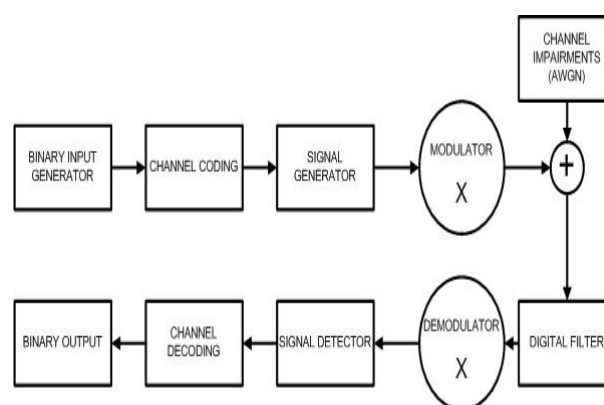 CHANNEL
IMPAIRMENTS
(AWGN)
BINARY INPUT
GENERATOR
CHANNEL CODING
SIGNAL
GENERATOR
MODULATOR
X
+
BINARY OUTPUT
CHANNEL
DECODING
SIGNAL DETECTOR
DEMODULATOR
X
DIGITAL FILTER